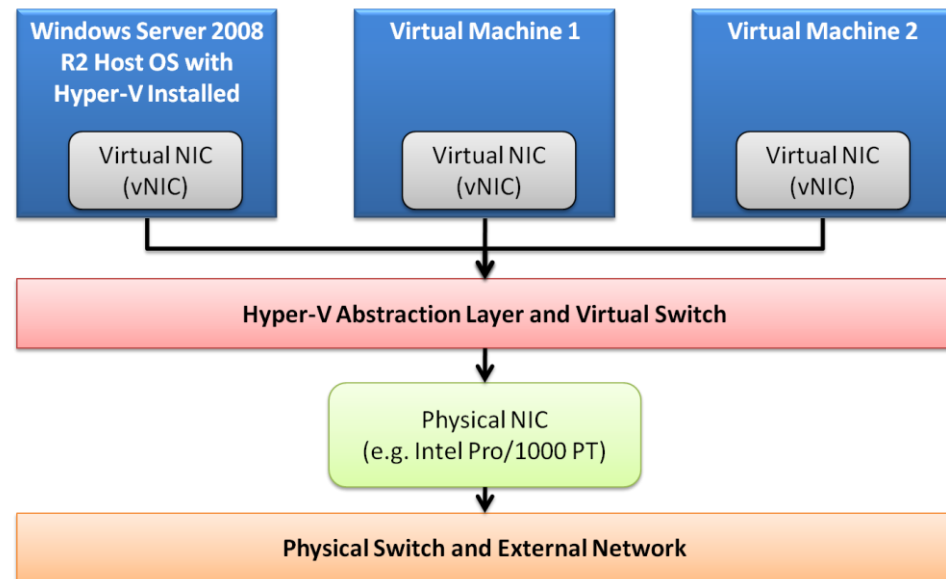 Windows Server 2008
R2 Host OS with
Hyper-V Installed
Virtual NIC
(vNIC)
Virtual Machine 1
Virtual NIC
(vNIC)
Virtual Machine 2
Virtual NIC
(vNIC)
Hyper-V Abstraction Layer and Virtual Switch
Physical NIC
(e.g. Intel Pro/1000 PT)
Physical Switch and External Network